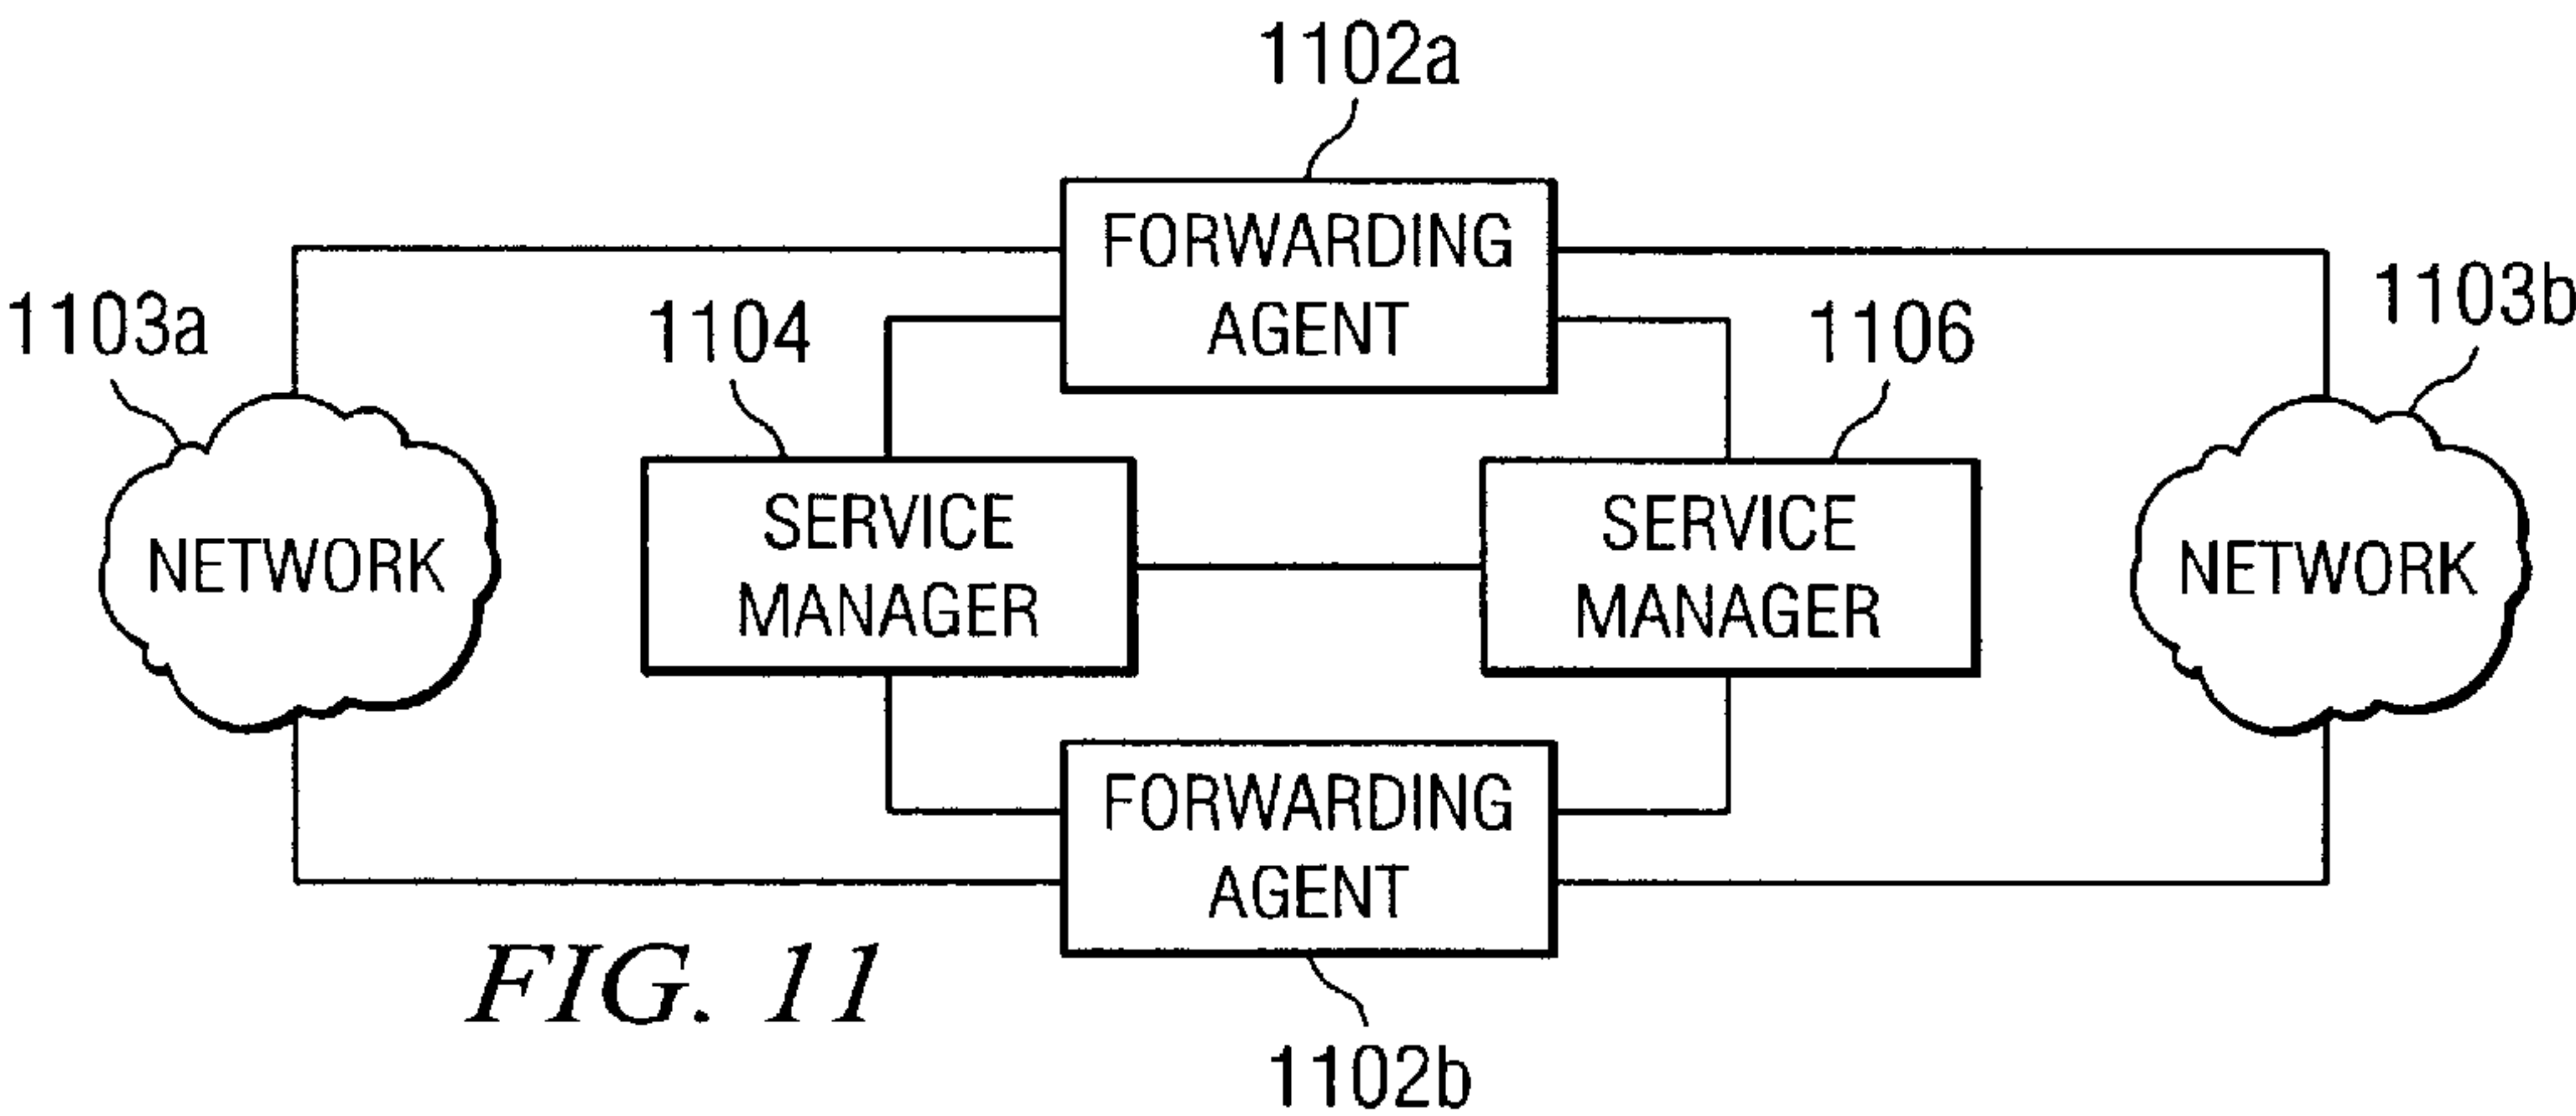 1102a
FORWARDING
AGENT
1103a
1104
1106
1103b
NETWORK
SERVICE
MANAGER
SERVICE
MANAGER
NETWORK
FORWARDING
AGENT
FIG. 11
1102b